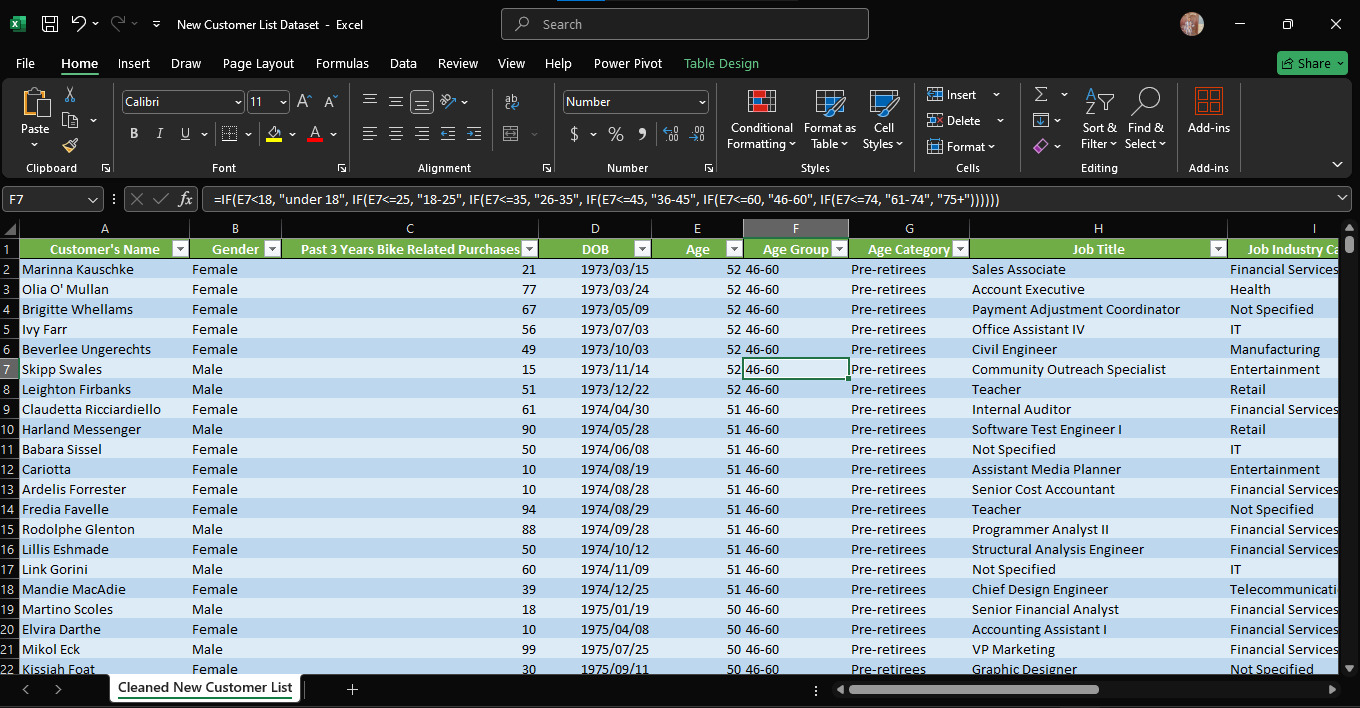 New Customer List Dataset - Excel
Search
File Home Insert Draw Page Layout Formulas Data Review View Help Power Pivot Table Design
Share
Paste
Calibri 11
B I U A
ab
Number
$ % 9
Conditional Formatting
Format as Table
Cell Styles
Insert
Delete
Format
Sort & Filter
Find & Select
Add-ins
Clipboard Font Alignment Number Styles Cells Editing Add-ins
F7 fx =IF(E7<18, "under 18", IF(E7<=25, "18-25", IF(E7<=35, "26-35", IF(E7<=45, "36-45", IF(E7<=60, "46-60", IF(E7<=74, "61-74", "75+"))))))
A B C D E F G H I
1 Customer's Name Gender Past 3 Years Bike Related Purchases DOB Age Age Group Age Category Job Title Job Industry Ca
2 Marinna Kauschke Female 21 1973/03/15 52 46-60 Pre-retirees Sales Associate Financial Services
3 Olia O' Mullan Female 77 1973/03/24 52 46-60 Pre-retirees Account Executive Health
4 Brigitte Whellams Female 67 1973/05/09 52 46-60 Pre-retirees Payment Adjustment Coordinator Not Specified
5 Ivy Farr Female 56 1973/07/03 52 46-60 Pre-retirees Office Assistant IV IT
6 Beverlee Ungerechts Female 49 1973/10/03 52 46-60 Pre-retirees Civil Engineer Manufacturing
7 Skipp Swales Male 15 1973/11/14 52 46-60 Pre-retirees Community Outreach Specialist Entertainment
8 Leighton Firbanks Male 51 1973/12/22 52 46-60 Pre-retirees Teacher Retail
9 Claudetta Ricciardiello Female 61 1974/04/30 51 46-60 Pre-retirees Internal Auditor Financial Services
10 Harland Messenger Male 90 1974/05/28 51 46-60 Pre-retirees Software Test Engineer I Retail
11 Babara Sissel Female 50 1974/06/08 51 46-60 Pre-retirees Not Specified IT
12 Cariotta Female 10 1974/08/19 51 46-60 Pre-retirees Assistant Media Planner Entertainment
13 Ardelis Forrester Female 10 1974/08/28 51 46-60 Pre-retirees Senior Cost Accountant Financial Services
14 Fredia Favelle Female 94 1974/08/29 51 46-60 Pre-retirees Teacher Not Specified
15 Rodolphe Glenton Male 88 1974/09/28 51 46-60 Pre-retirees Programmer Analyst II Financial Services
16 Lillis Eshmade Female 50 1974/10/12 51 46-60 Pre-retirees Structural Analysis Engineer Financial Services
17 Link Gorini Male 60 1974/11/09 51 46-60 Pre-retirees Not Specified IT
18 Mandie MacAdie Female 39 1974/12/25 51 46-60 Pre-retirees Chief Design Engineer Telecommunicati
19 Martino Scoles Male 18 1975/01/19 50 46-60 Pre-retirees Senior Financial Analyst Financial Services
20 Elvira Darthe Female 10 1975/04/08 50 46-60 Pre-retirees Accounting Assistant I Financial Services
21 Mikol Eck Male 99 1975/07/25 50 46-60 Pre-retirees VP Marketing Financial Services
22 Kissiah Foat Female 30 1975/09/11 50 46-60 Pre-retirees Graphic Designer Not Specified
Cleaned New Customer List